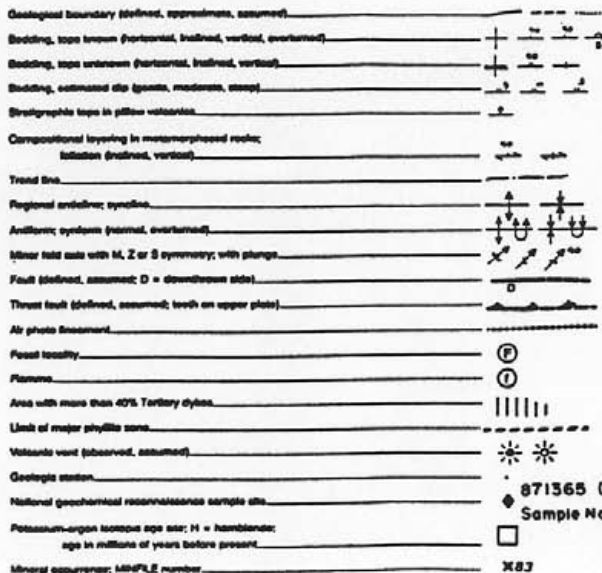 Geological boundary (defined, approximate, assumed)
Bedding, tops known (horizontal, inclined, vertical, overturned)
Bedding, tops unknown (horizontal, inclined, vertical)
Bedding, estimated dip (gentle, moderate, steep)
Stratigraphic tops in pillow volcanics
Compositional layering in metamorphosed rocks;
foliation (inclined, vertical)
Trend line
Regional anticline; syncline
Antiform; synform (normal, overturned)
Minor fold axis with M, Z or S symmetry; with plunge
Fault (defined, assumed; D = downthrown side)
D
Thrust fault (defined, assumed; teeth on upper plate)
Air photo lineament
Fossil locality F
Fiamme f
Area with more than 40% Tertiary dykes
Limit of major phyllite zone
Volcanic vent (observed, assumed)
Geologic station
National geochemical reconnaissance sample site 871365 (
Sample No
Potassium-argon isotopic age site; H = hornblende;
age in millions of years before present
Mineral occurrence; MINFILE number X83